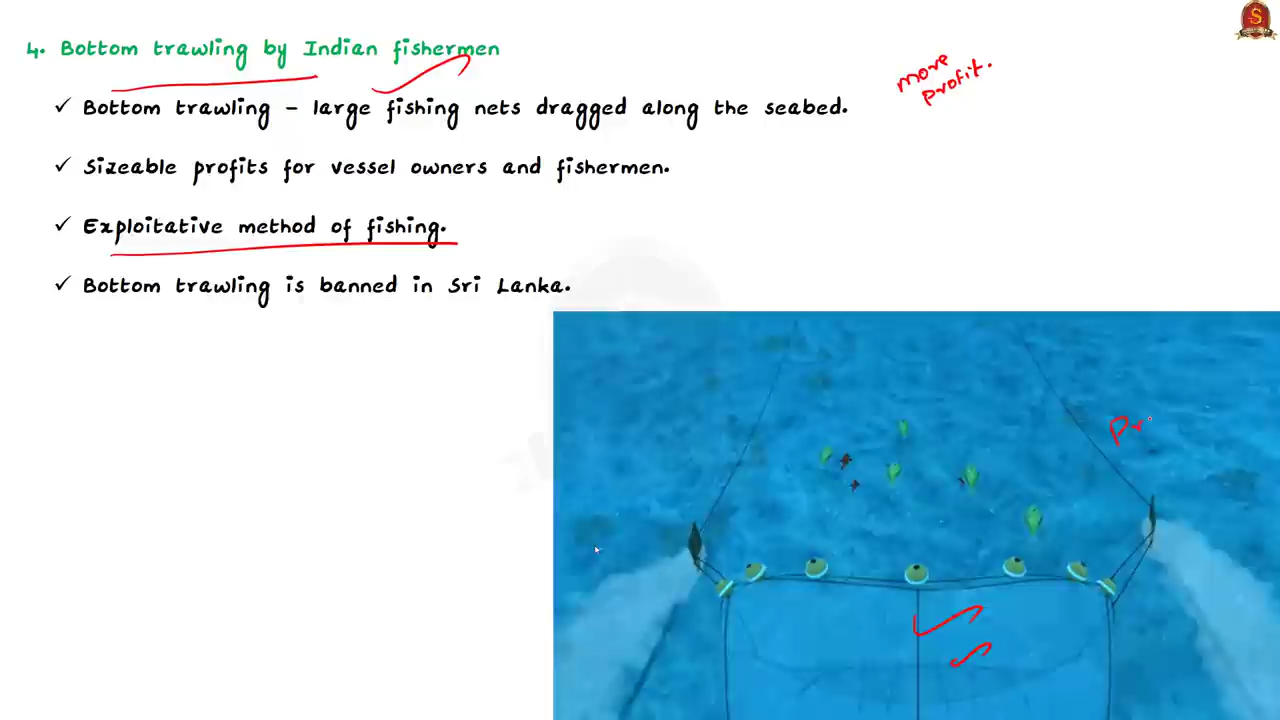 4. Bottom trawling by Indian fishermen
more
profit.
✓ Bottom trawling – large fishing nets dragged along the seabed.
✓ Sizeable profits for vessel owners and fishermen.
✓ Exploitative method of fishing.
✓ Bottom trawling is banned in Sri Lanka.
Pr